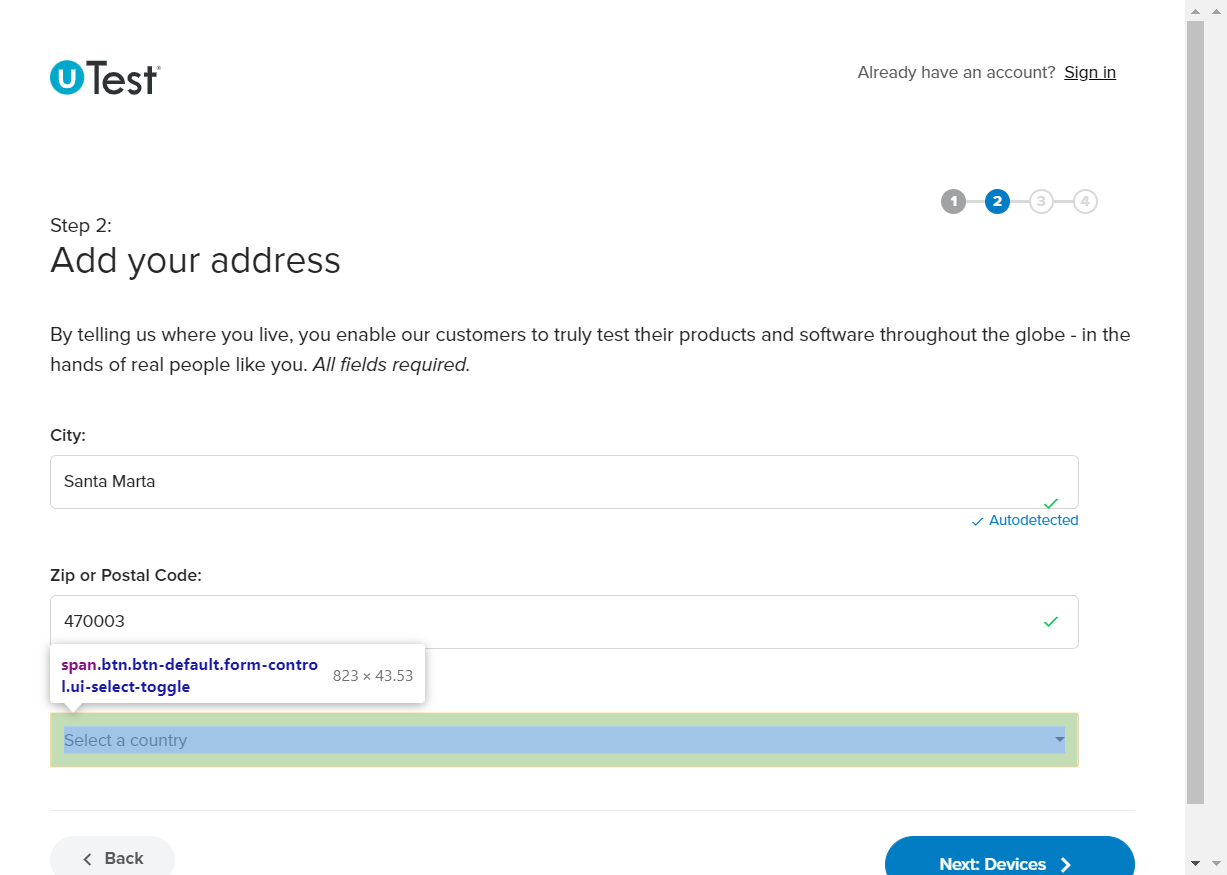 uTest®
Already have an account? Sign in
1 2 3 4
Step 2:
Add your address
By telling us where you live, you enable our customers to truly test their products and software throughout the globe - in the
hands of real people like you. All fields required.
City:
Santa Marta
Autodetected
Zip or Postal Code:
470003
span.btn.btn-default.form-contro
l.ui-select-toggle
823 × 43.53
Select a country
Back
Next: Devices